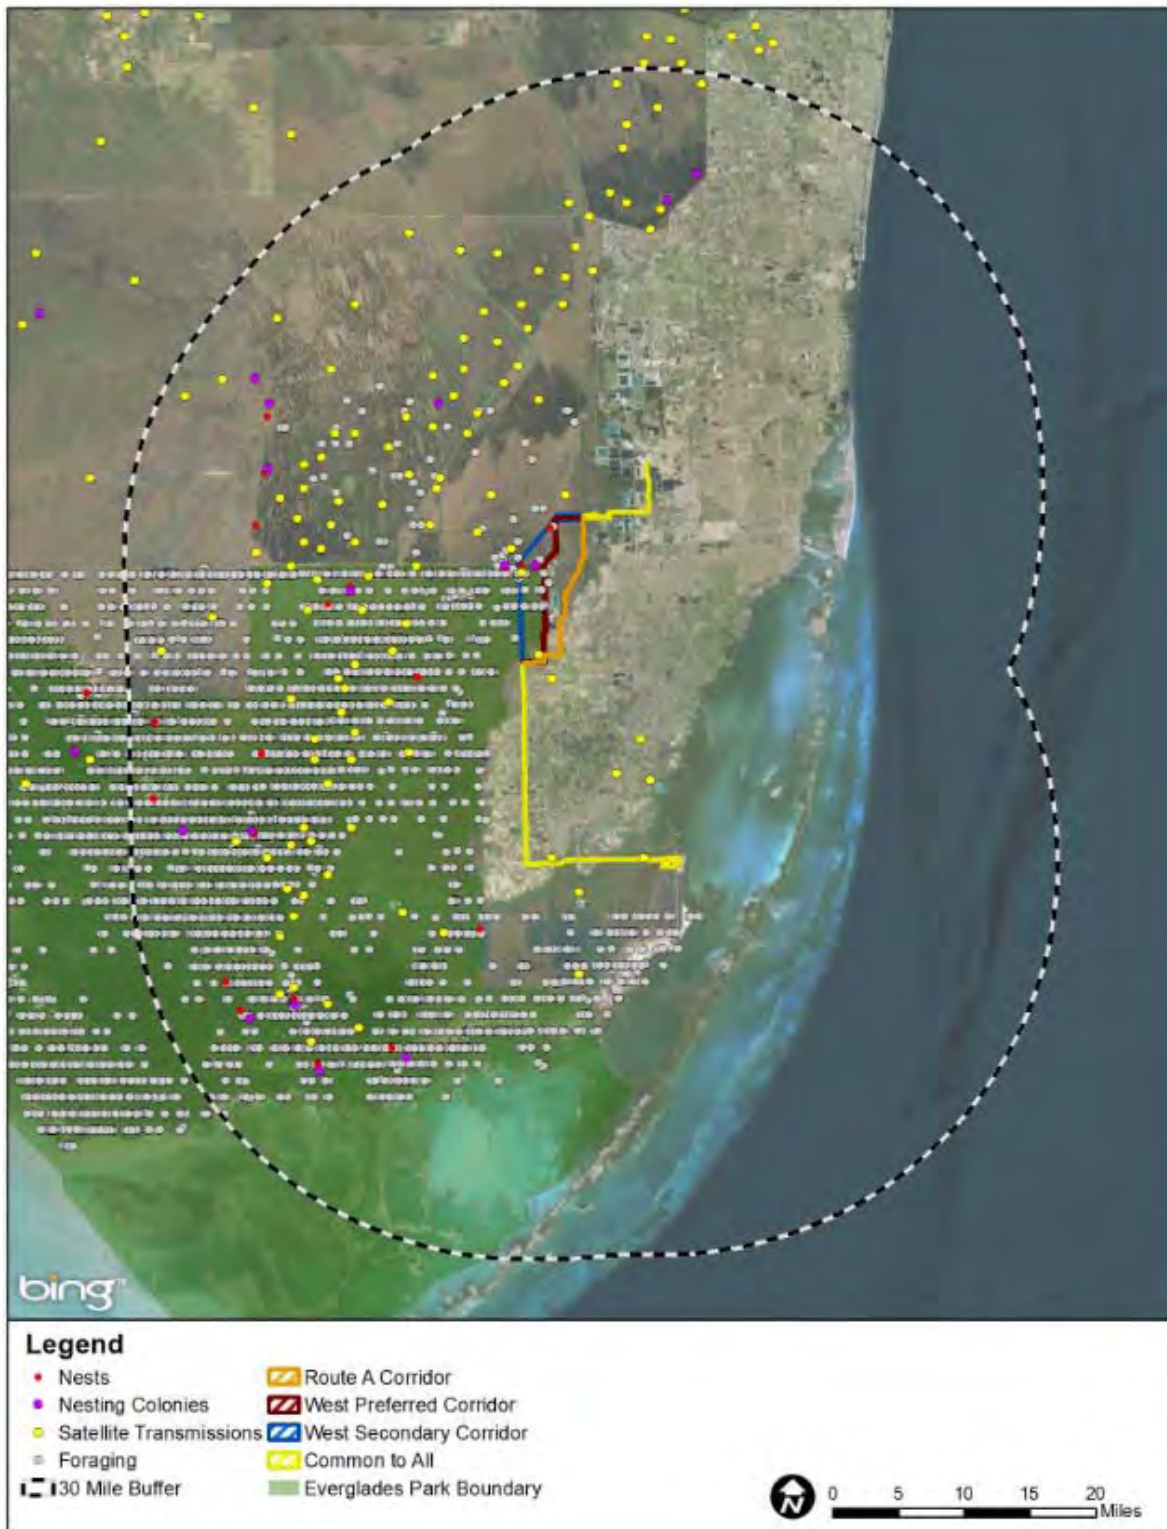 bing™
Legend
Nests
Nesting Colonies
Satellite Transmissions
Foraging
30 Mile Buffer
Route A Corridor
West Preferred Corridor
West Secondary Corridor
Common to All
Everglades Park Boundary
N
0 5 10 15 20
Miles